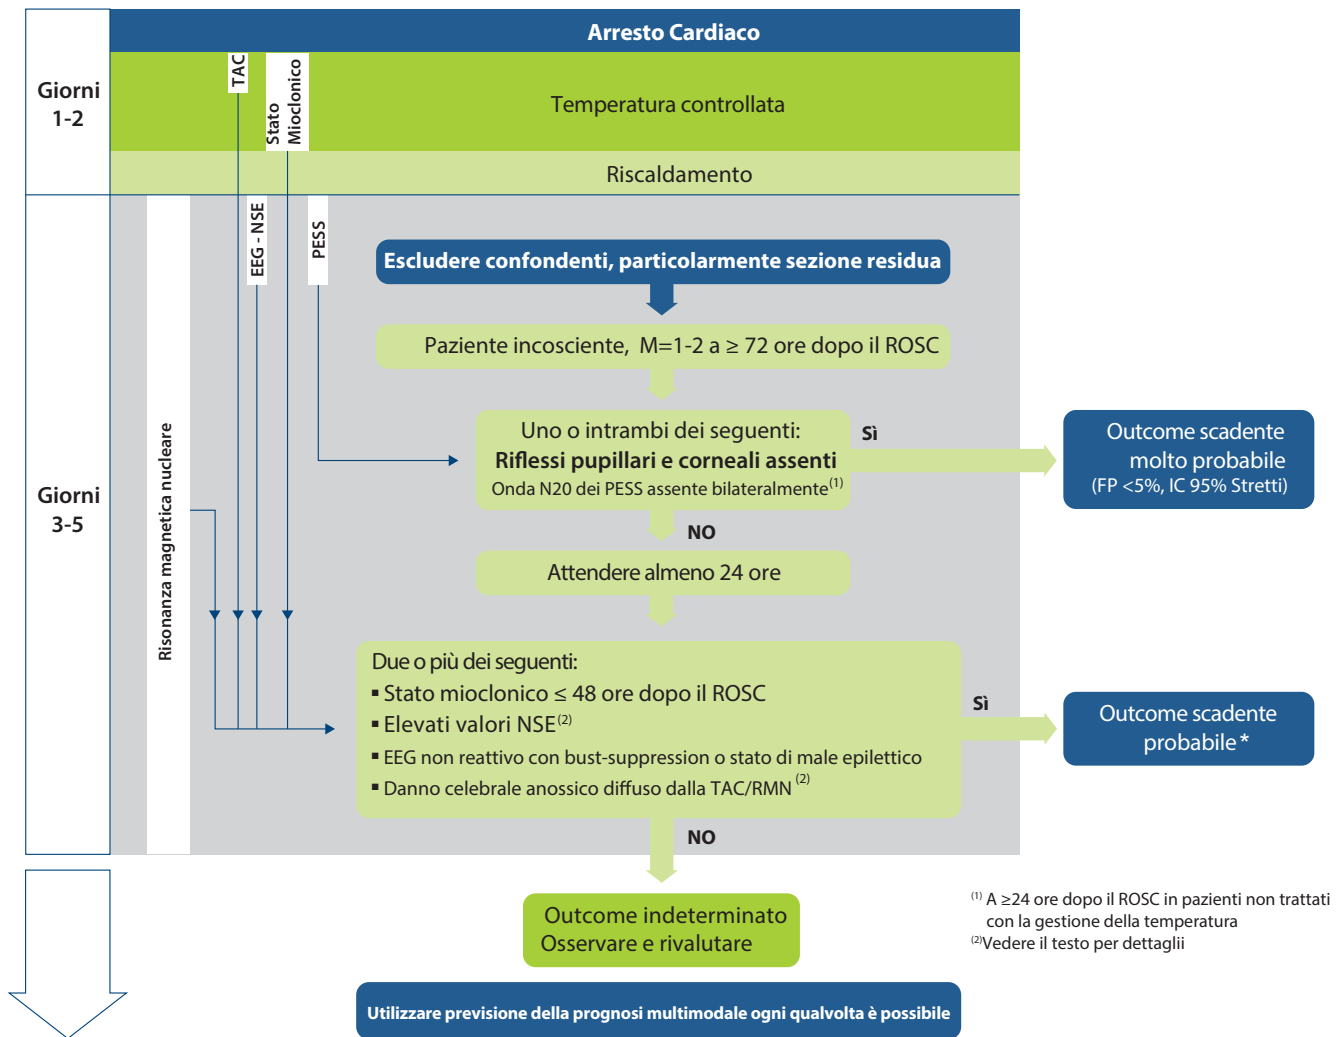 Arresto Cardiaco
Giorni
1-2
TAC
Stato
Mioclonico
Temperatura controllata
Riscaldamento
Giorni
3-5
Risonanza magnetica nucleare
EEG - NSE
PESS
Escludere confondenti, particolarmente sezione residua
Paziente incosciente, M=1-2 a ≥ 72 ore dopo il ROSC
Uno o intrambi dei seguenti:
Riflessi pupillari e corneali assenti
Onda N20 dei PESS assente bilateralmente(1)
Sì
Outcome scadente
molto probabile
(FP <5%, IC 95% Stretti)
NO
Attendere almeno 24 ore
Due o più dei seguenti:
▪ Stato mioclonico ≤ 48 ore dopo il ROSC
▪ Elevati valori NSE(2)
▪ EEG non reattivo con bust-suppression o stato di male epilettico
▪ Danno celebrale anossico diffuso dalla TAC/RMN (2)
Sì
Outcome scadente
probabile *
NO
Outcome indeterminato
Osservare e rivalutare
(1) A ≥24 ore dopo il ROSC in pazienti non trattati
con la gestione della temperatura
(2)Vedere il testo per dettaglii
Utilizzare previsione della prognosi multimodale ogni qualvolta è possibile